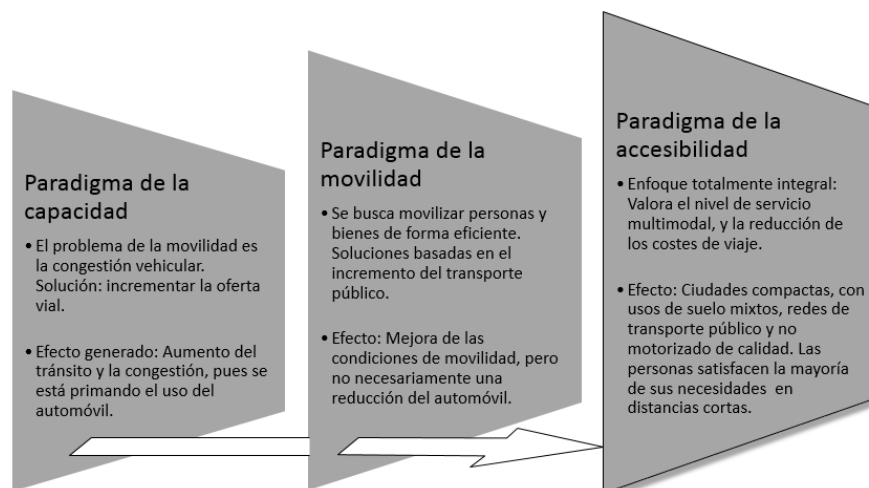 Paradigma de la
capacidad
• El problema de la movilidad es
la congestión vehicular.
Solución: incrementar la oferta
vial.
• Efecto generado: Aumento del
tránsito y la congestión, pues se
está primando el uso del
automóvil.
Paradigma de la
movilidad
• Se busca movilizar personas y
bienes de forma eficiente.
Soluciones basadas en el
incremento del transporte
público.
• Efecto: Mejora de las
condiciones de movilidad, pero
no necesariamente una
reducción del automóvil.
Paradigma de la
accesibilidad
• Enfoque totalmente integral:
Valora el nivel de servicio
multimodal, y la reducción de
los costes de viaje.
• Efecto: Ciudades compactas, con
usos de suelo mixtos, redes de
transporte público y no
motorizado de calidad. Las
personas satisfacen la mayoría
de sus necesidades en
distancias cortas.